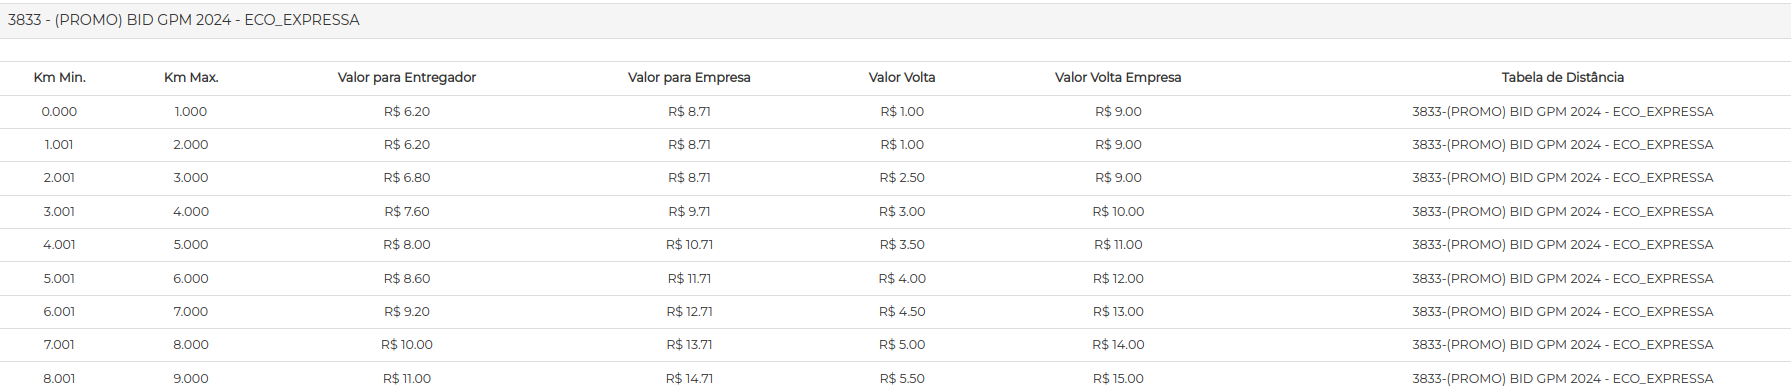 3833 - (PROMO) BID GPM 2024 - ECO_EXPRESSA
Km Min. Km Max. Valor para Entregador Valor para Empresa Valor Volta Valor Volta Empresa Tabela de Distância
0.000 1.000 R$ 6.20 R$ 8.71 R$ 1.00 R$ 9.00 3833-(PROMO) BID GPM 2024 - ECO_EXPRESSA
1.001 2.000 R$ 6.20 R$ 8.71 R$ 1.00 R$ 9.00 3833-(PROMO) BID GPM 2024 - ECO_EXPRESSA
2.001 3.000 R$ 6.80 R$ 8.71 R$ 2.50 R$ 9.00 3833-(PROMO) BID GPM 2024 - ECO_EXPRESSA
3.001 4.000 R$ 7.60 R$ 9.71 R$ 3.00 R$ 10.00 3833-(PROMO) BID GPM 2024 - ECO_EXPRESSA
4.001 5.000 R$ 8.00 R$ 10.71 R$ 3.50 R$ 11.00 3833-(PROMO) BID GPM 2024 - ECO_EXPRESSA
5.001 6.000 R$ 8.60 R$ 11.71 R$ 4.00 R$ 12.00 3833-(PROMO) BID GPM 2024 - ECO_EXPRESSA
6.001 7.000 R$ 9.20 R$ 12.71 R$ 4.50 R$ 13.00 3833-(PROMO) BID GPM 2024 - ECO_EXPRESSA
7.001 8.000 R$ 10.00 R$ 13.71 R$ 5.00 R$ 14.00 3833-(PROMO) BID GPM 2024 - ECO_EXPRESSA
8.001 9.000 R$ 11.00 R$ 14.71 R$ 5.50 R$ 15.00 3833-(PROMO) BID GPM 2024 - ECO_EXPRESSA